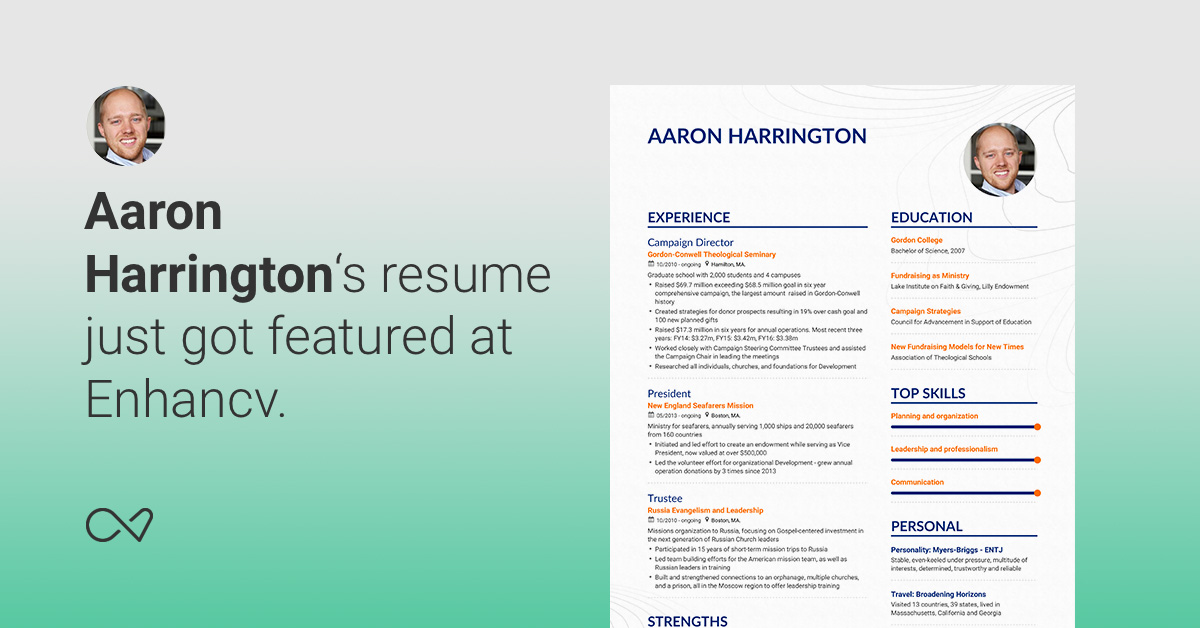 Aaron
Harrington‘s resume
just got featured at
Enhancv.
AARON HARRINGTON
EXPERIENCE
Campaign Director
Gordon-Conwell Theological Seminary
10/2010 - ongoing Hamilton, MA.
Graduate school with 2,000 students and 4 campuses
• Raised $69.7 million exceeding $68.5 million goal in six year
comprehensive campaign, the largest amount raised in Gordon-Conwell
history
• Created strategies for donor prospects resulting in 19% over cash goal and
100 new planned gifts
• Raised $17.3 million in six years for annual operations. Most recent three
years: FY14: $3.27m, FY15: $3.42m, FY16: $3.38m
• Worked closely with Campaign Steering Committee Trustees and assisted
the Campaign Chair in leading the meetings
• Researched all individuals, churches, and foundations for Development
President
New England Seafarers Mission
05/2013 - ongoing Boston, MA.
Ministry for seafarers, annually serving 1,000 ships and 20,000 seafarers
from 160 countries
• Initiated and led effort to create an endowment while serving as Vice
President, now valued at over $500,000
• Led the volunteer effort for organizational Development - grew annual
operation donations by 3 times since 2013
Trustee
Russia Evangelism and Leadership
10/2010 - ongoing Boston, MA.
Missions organization to Russia, focusing on Gospel-centered investment in
the next generation of Russian Church leaders
• Participated in 15 years of short-term mission trips to Russia
• Led team building efforts for the American mission team, as well as
Russian leaders in training
• Built and strengthened connections to an orphanage, multiple churches,
and a prison, all in the Moscow region to offer leadership training
STRENGTHS
EDUCATION
Gordon College
Bachelor of Science, 2007
Fundraising as Ministry
Lake Institute on Faith & Giving, Lilly Endowment
Campaign Strategies
Council for Advancement in Support of Education
New Fundraising Models for New Times
Association of Theological Schools
TOP SKILLS
Planning and organization
Leadership and professionalism
Communication
PERSONAL
Personality: Myers-Briggs - ENTJ
Stable, even-keeled under pressure, multitude of
interests, determined, trustworthy and reliable
Travel: Broadening Horizons
Visited 13 countries, 39 states, lived in
Massachusetts, California and Georgia